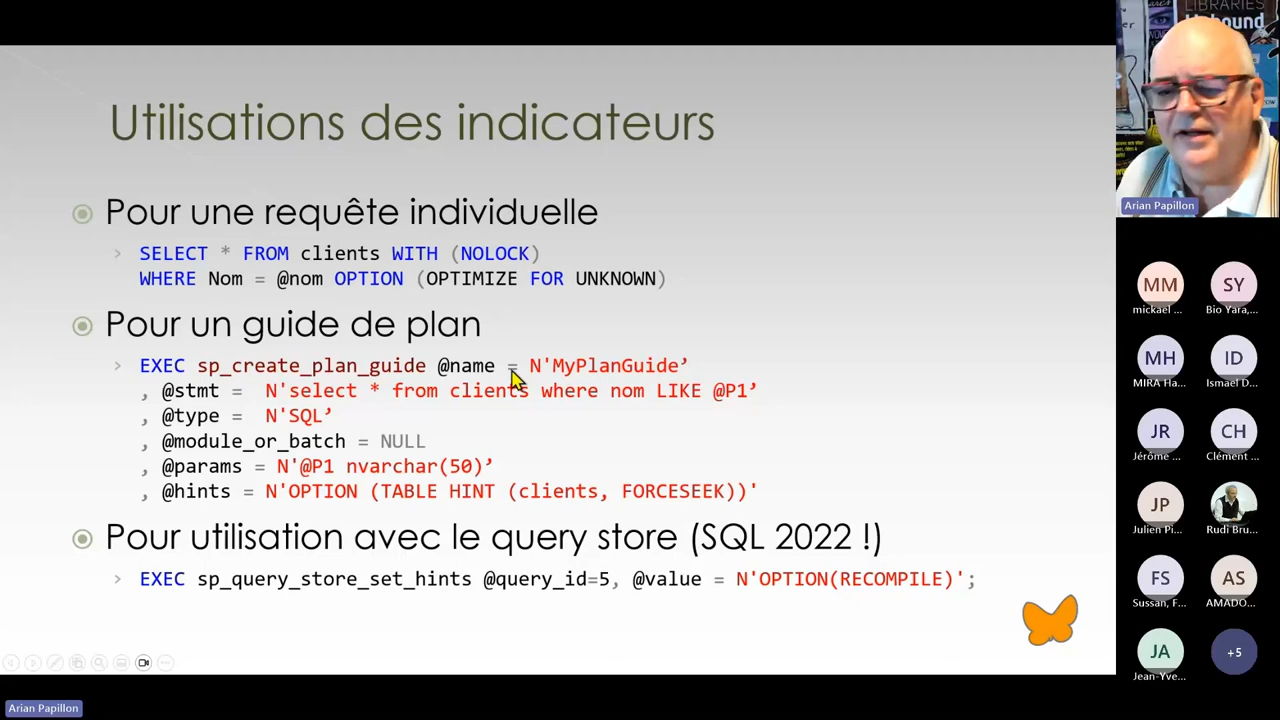 Utilisations des indicateurs
Pour une requête individuelle
SELECT * FROM clients WITH (NOLOCK)
WHERE Nom = @nom OPTION (OPTIMIZE FOR UNKNOWN)
Pour un guide de plan
EXEC sp_create_plan_guide @name = N'MyPlanGuide’
, @stmt = N'select * from clients where nom LIKE @P1’
, @type = N'SQL’
, @module_or_batch = NULL
, @params = N'@P1 nvarchar(50)’
, @hints = N'OPTION (TABLE HINT (clients, FORCESEEK))'
Pour utilisation avec le query store (SQL 2022 !)
EXEC sp_query_store_set_hints @query_id=5, @value = N'OPTION(RECOMPILE)';
Arian Papillon
LIBRARIES
Arian Papillon
MM
mickael ...
SY
Bio Yara,...
MH
MIRA Ha...
ID
Ismael D...
JR
Jérôme ...
CH
Clément ...
JP
Julien Pi...
Rudi Bru...
FS
Sussan, F...
AS
AMADO...
JA
Jean-Yve...
+5